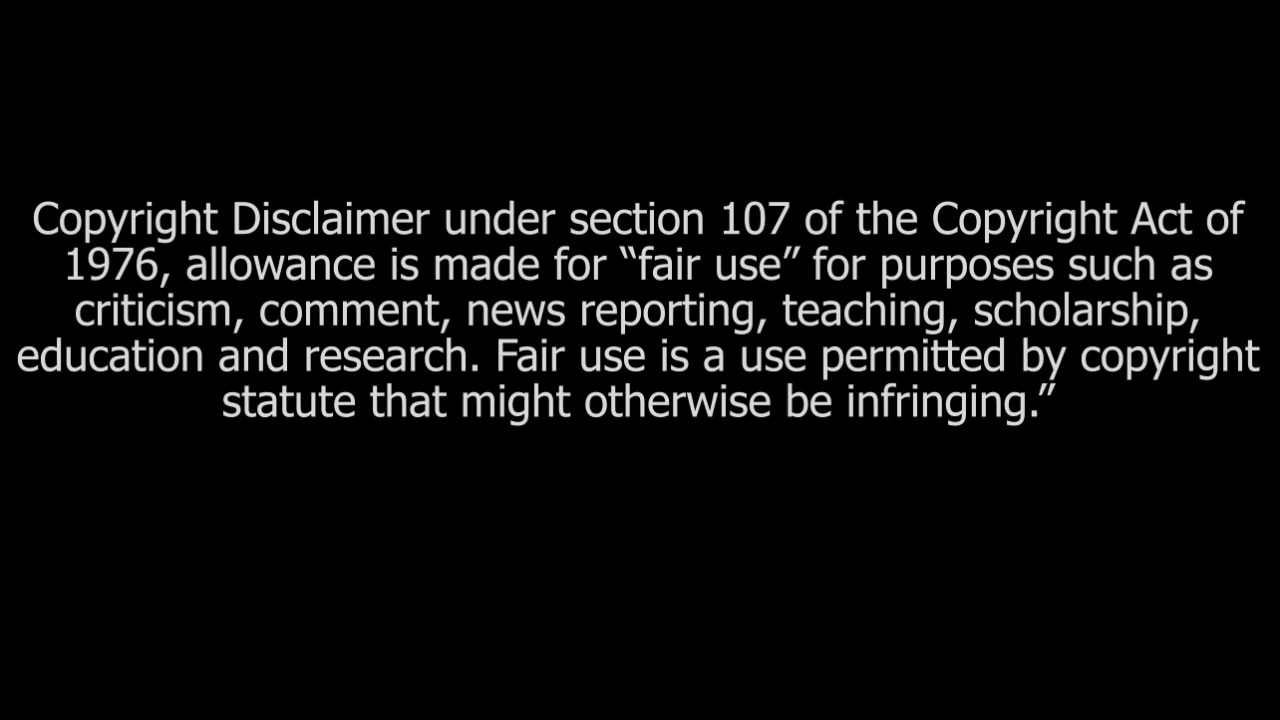 Copyright Disclaimer under section 107 of the Copyright Act of
1976, allowance is made for “fair use” for purposes such as
criticism, comment, news reporting, teaching, scholarship,
education and research. Fair use is a use permitted by copyright
statute that might otherwise be infringing.”